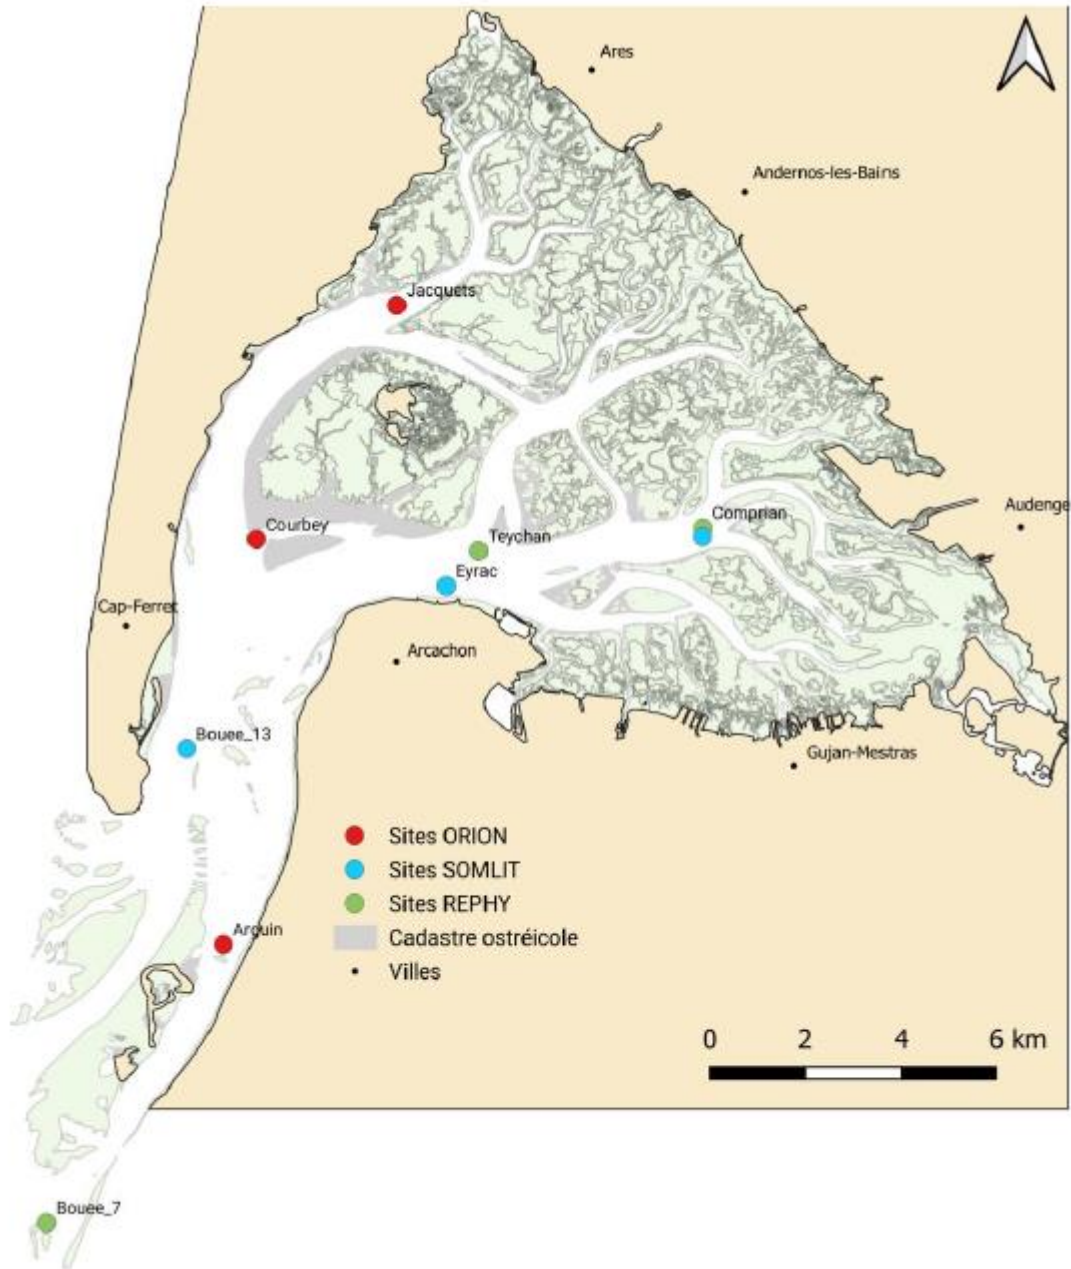 Ares
Andernos-les-Bains
Jacquets
Comprian
Audenge
Courbey
Teychan
Eyrac
Cap-Ferret
Arcachon
Bouee_13
Gujan-Mestras
Sites ORION
Sites SOMLIT
Sites REPHY
Arguin
Cadastre ostréicole
Villes
0 2 4 6 km
Bouee_7